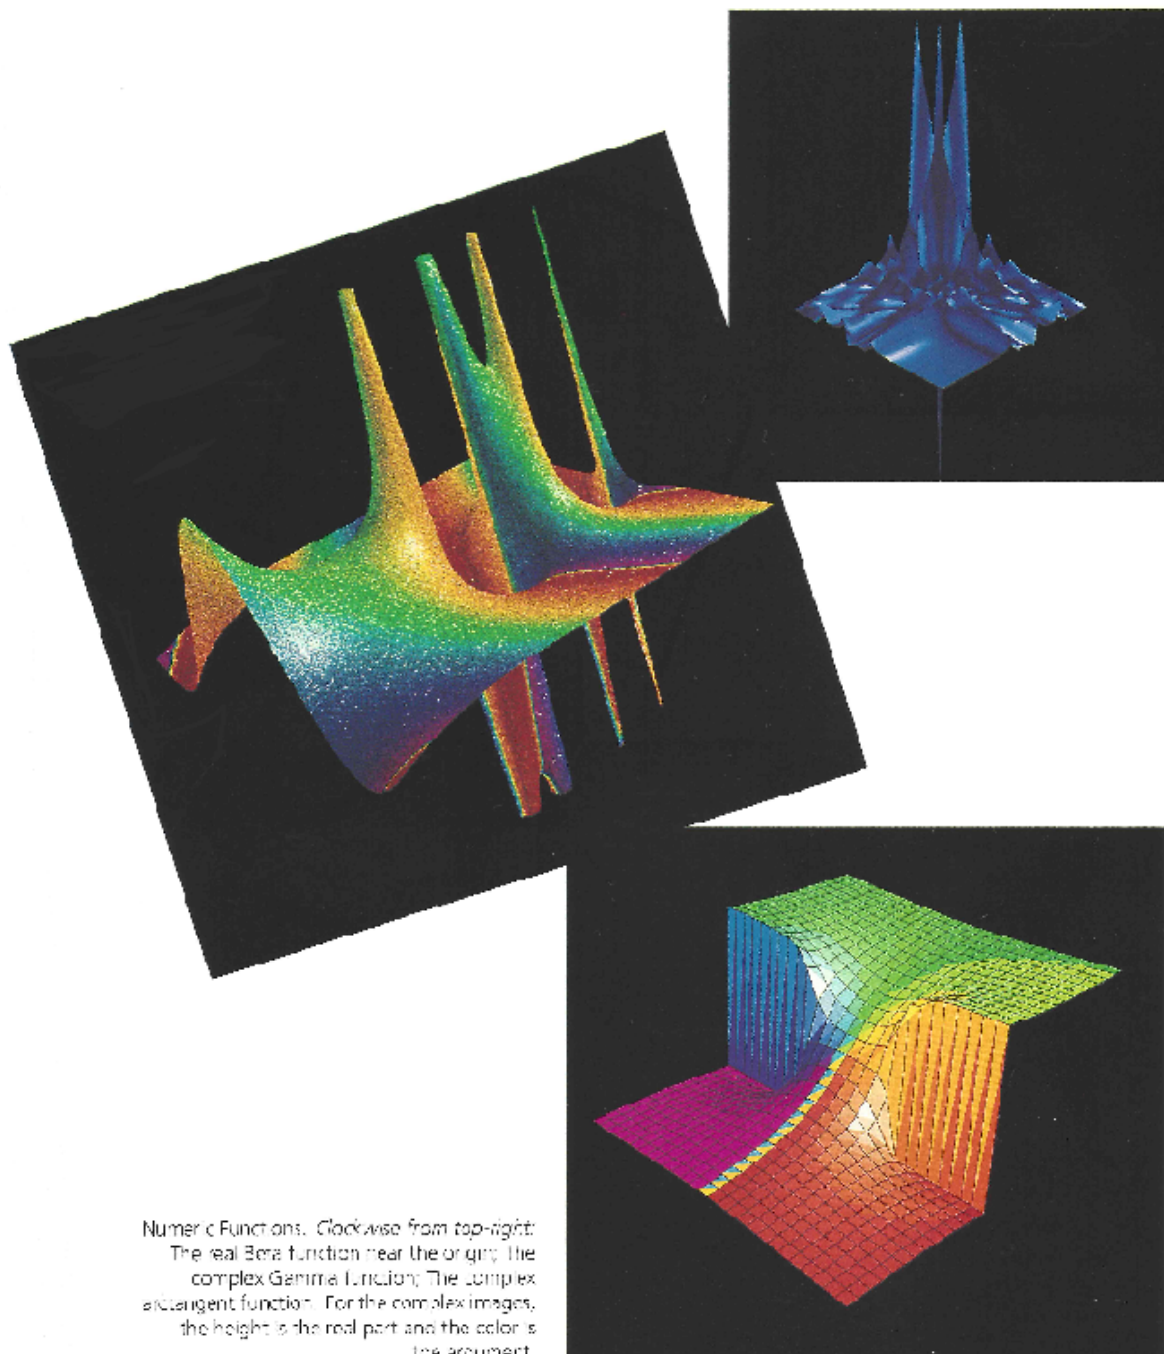 Numeric Functions. Clockwise from top-right:
The real Beta function near the origin; The
complex Gamma function; The complex
arctangent function. For the complex images,
the height is the real part and the color is
the argument.